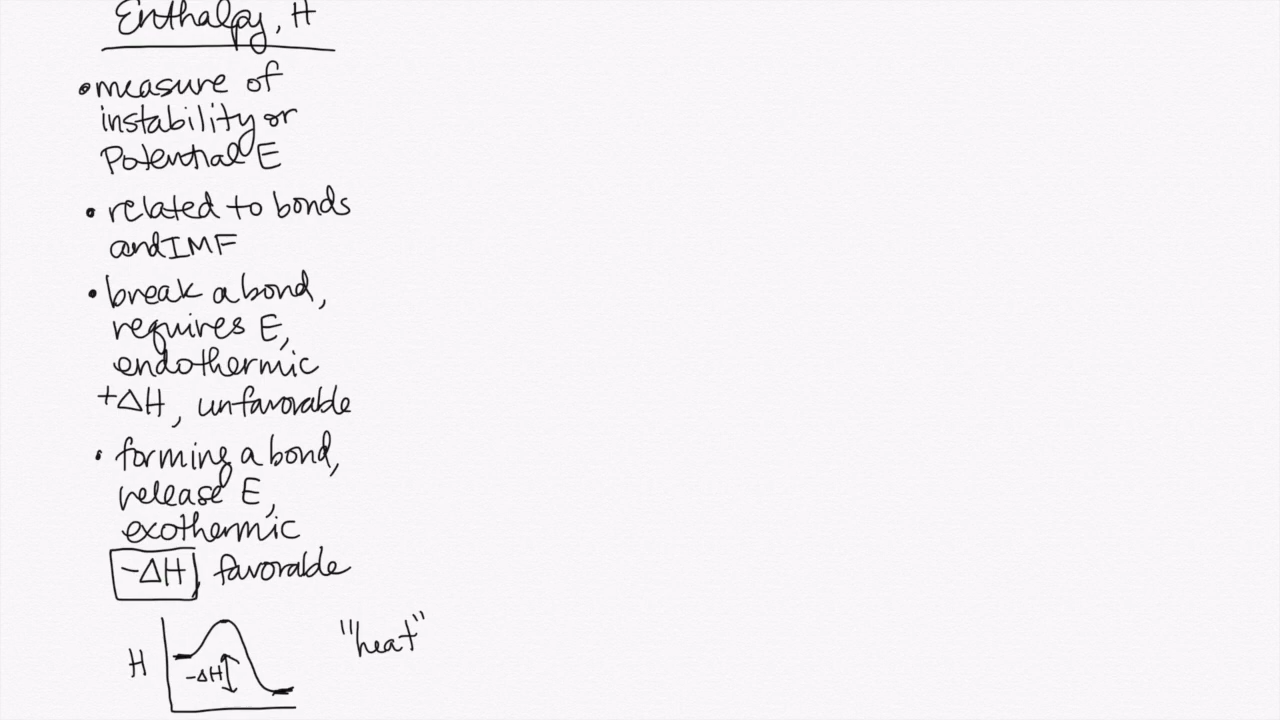 Enthalpy, H
• measure of
instability or
Potential E
• related to bonds
and IMF
• break a bond,
requires E,
endothermic
+ΔH, unfavorable
• forming a bond,
release E,
exothermic
-ΔH, favorable
"heat"
H
-ΔH